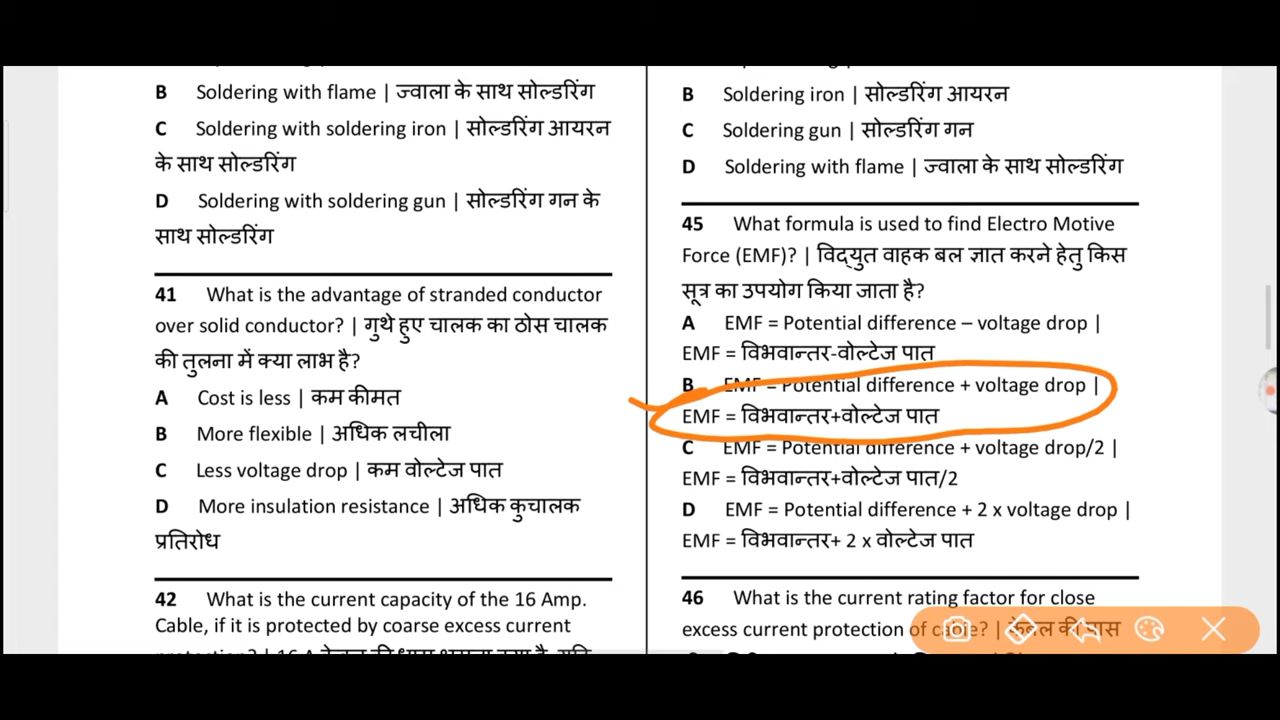 B Soldering with flame | ज्वाला के साथ सोल्डरिंग
C Soldering with soldering iron | सोल्डरिंग आयरन
के साथ सोल्डरिंग
D Soldering with soldering gun | सोल्डरिंग गन के
साथ सोल्डरिंग
41 What is the advantage of stranded conductor
over solid conductor? | गुथे हुए चालक का ठोस चालक
की तुलना में क्या लाभ है?
A Cost is less | कम कीमत
B More flexible | अधिक लचीला
C Less voltage drop | कम वोल्टेज पात
D More insulation resistance | अधिक कुचालक
प्रतिरोध
42 What is the current capacity of the 16 Amp.
Cable, if it is protected by coarse excess current
B Soldering iron | सोल्डरिंग आयरन
C Soldering gun | सोल्डरिंग गन
D Soldering with flame | ज्वाला के साथ सोल्डरिंग
45 What formula is used to find Electro Motive
Force (EMF)? | विद्युत वाहक बल ज्ञात करने हेतु किस
सूत्र का उपयोग किया जाता है?
A EMF = Potential difference – voltage drop |
EMF = विभवान्तर-वोल्टेज पात
B EMF = Potential difference + voltage drop |
EMF = विभवान्तर+वोल्टेज पात
C EMF = Potential difference + voltage drop/2 |
EMF = विभवान्तर+वोल्टेज पात/2
D EMF = Potential difference + 2 x voltage drop |
EMF = विभवान्तर+ 2 x वोल्टेज पात
46 What is the current rating factor for close
excess current protection of cable? | केबल की पास